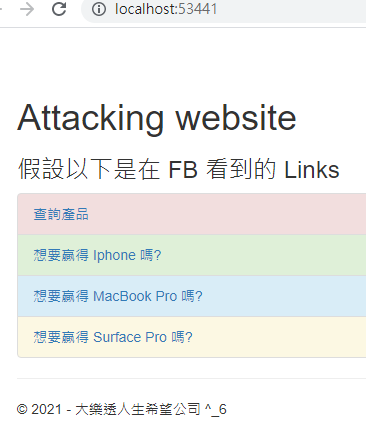 localhost:53441
Attacking website
假設以下是在 FB 看到的 Links
查詢產品
想要贏得 Iphone 嗎?
想要贏得 MacBook Pro 嗎?
想要贏得 Surface Pro 嗎?
© 2021 - 大樂透人生希望公司 ^_6